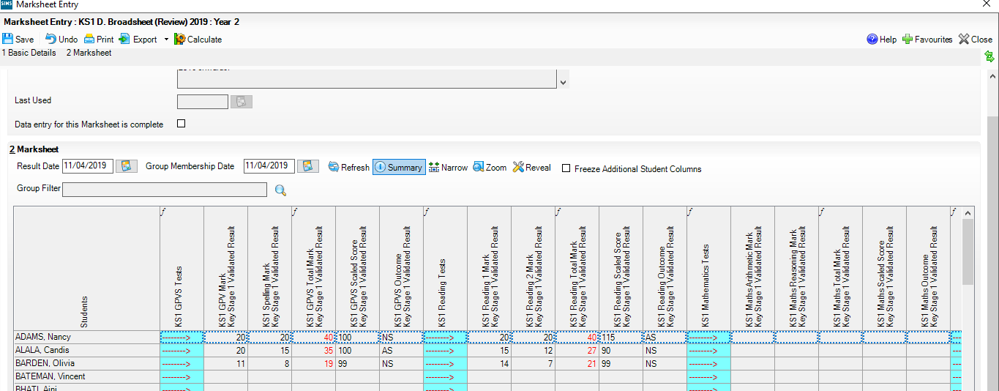 SIMS Marksheet Entry
Marksheet Entry : KS1 D. Broadsheet (Review) 2019 : Year 2
Save Undo Print Export Calculate Help Favourites Close
1 Basic Details 2 Marksheet
Last Used
Data entry for this Marksheet is complete
2 Marksheet
Result Date 11/04/2019 Group Membership Date 11/04/2019 Refresh Summary Narrow Zoom Reveal Freeze Additional Student Columns
Group Filter
Students
KS1 GPVS Tests
KS1 GPV Mark
Key Stage 1 Validated Result
KS1 Spelling Mark
Key Stage 1 Validated Result
KS1 GPVS Total Mark
Key Stage 1 Validated Result
KS1 GPVS Scaled Score
Key Stage 1 Validated Result
KS1 GPVS Outcome
Key Stage 1 Validated Result
KS1 Reading Tests
KS1 Reading 1 Mark
Key Stage 1 Validated Result
KS1 Reading 2 Mark
Key Stage 1 Validated Result
KS1 Reading Total Mark
Key Stage 1 Validated Result
KS1 Reading Scaled Score
Key Stage 1 Validated Result
KS1 Reading Outcome
Key Stage 1 Validated Result
KS1 Mathematics Tests
KS1 Maths Arithmetic Mark
Key Stage 1 Validated Result
KS1 Maths Reasoning Mark
Key Stage 1 Validated Result
KS1 Maths Total Mark
Key Stage 1 Validated Result
KS1 Maths Scaled Score
Key Stage 1 Validated Result
KS1 Maths Outcome
Key Stage 1 Validated Result
ADAMS, Nancy --------> 20 20 40 100 NS --------> 20 20 40 115 AS -------->
ALALA, Candis --------> 20 15 35 100 AS --------> 15 12 27 90 NS -------->
BARDEN, Olivia --------> 11 8 19 99 NS --------> 14 7 21 99 NS -------->
BATEMAN, Vincent --------> --------> -------->
BHATI, Aini --------> --------> -------->